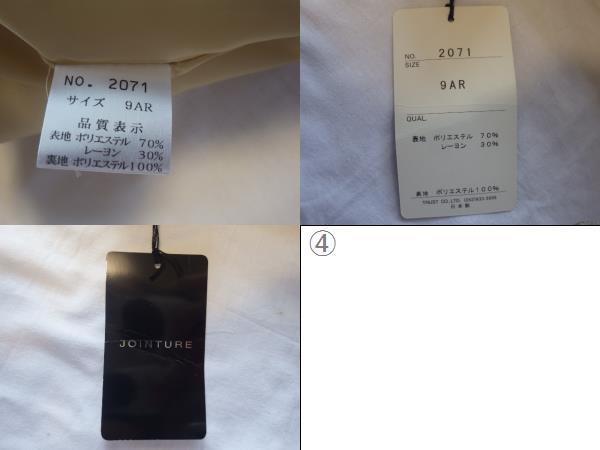 NO. 2071
サイズ 9AR
品質表示
表地 ポリエステル 70%
レーヨン 30%
裏地 ポリエステル100%
NO. 2071
SIZE
9AR
QUAL
表地 ポリエステル 70%
レーヨン 30%
裏地 ポリエステル100%
日本製
JOINTURE
④